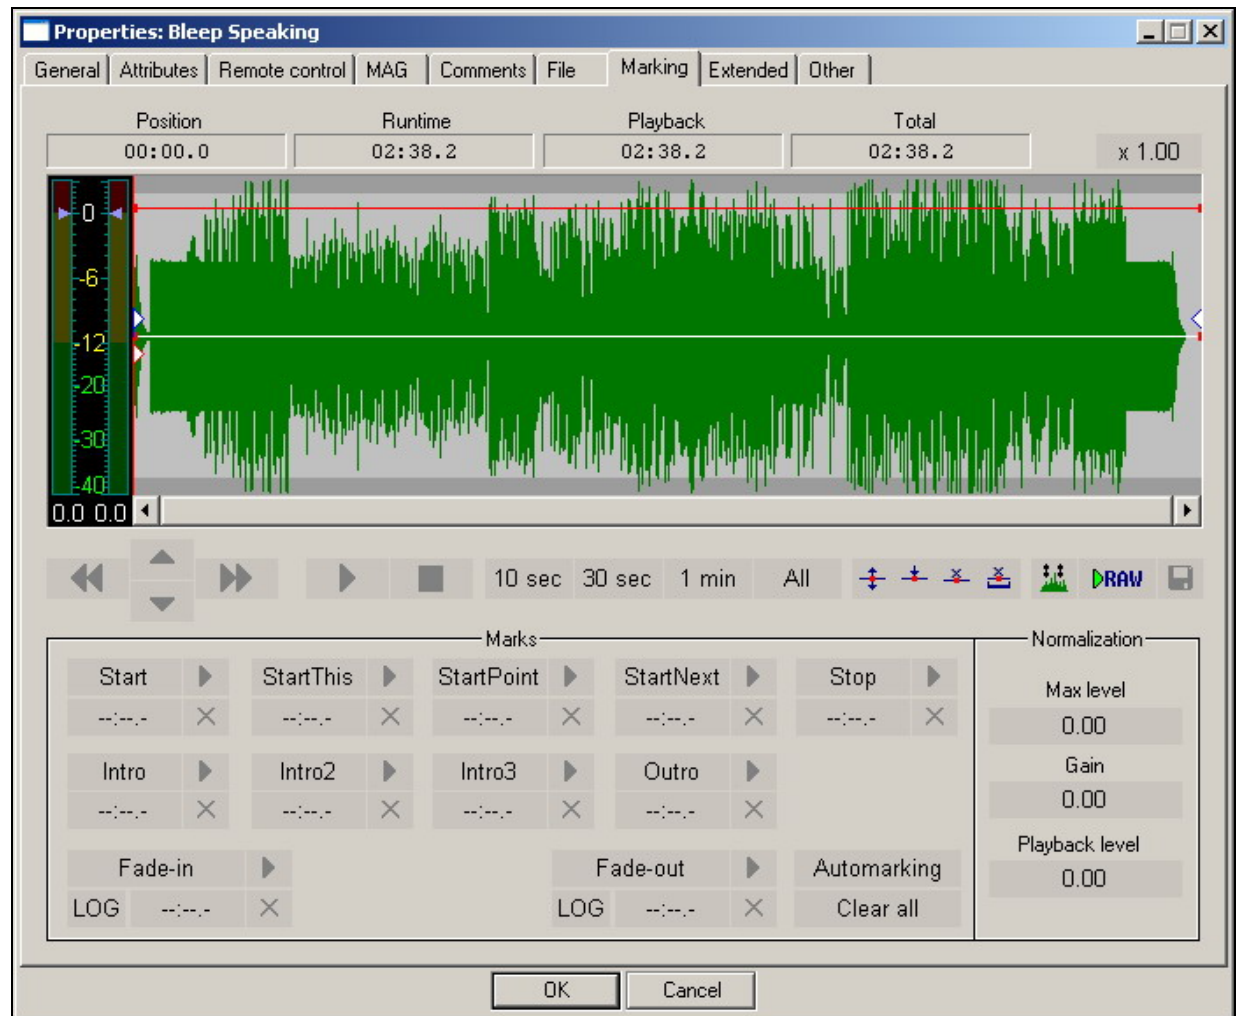 Properties: Bleep Speaking
General Attributes Remote control MAG Comments File Marking Extended Other
Position Runtime Playback Total
00:00.0 02:38.2 02:38.2 02:38.2 x 1.00
0
-6
-12
-20
-30
-40
0.0 0.0
10 sec 30 sec 1 min All DRAW
Marks Normalization
Start StartThis StartPoint StartNext Stop
Max level
--:--.- --:--.- --:--.- --:--.- --:--.-
0.00
Intro Intro2 Intro3 Outro Gain
--:--.- --:--.- --:--.- --:--.- 0.00
Playback level
Fade-in Fade-out Automarking 0.00
LOG --:--.- LOG --:--.- Clear all
OK Cancel